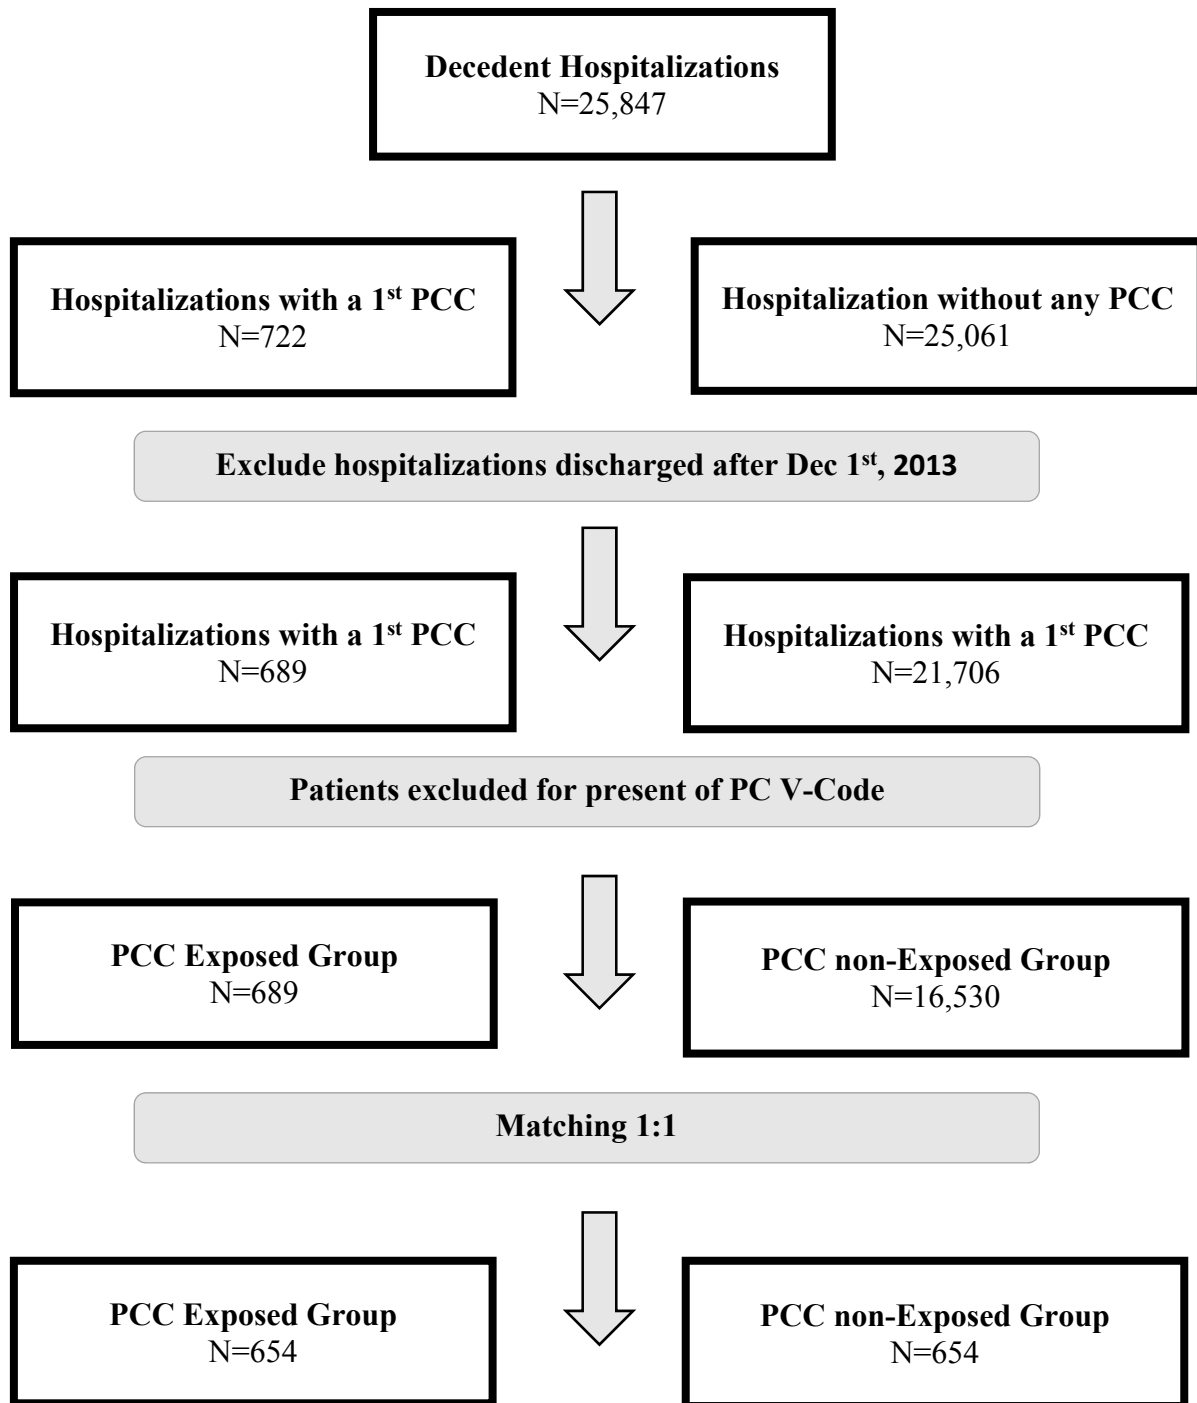 Decedent Hospitalizations
N=25,847
Hospitalizations with a 1st PCC
N=722
Hospitalization without any PCC
N=25,061
Exclude hospitalizations discharged after Dec 1st, 2013
Hospitalizations with a 1st PCC
N=689
Hospitalizations with a 1st PCC
N=21,706
Patients excluded for present of PC V-Code
PCC Exposed Group
N=689
PCC non-Exposed Group
N=16,530
Matching 1:1
PCC Exposed Group
N=654
PCC non-Exposed Group
N=654